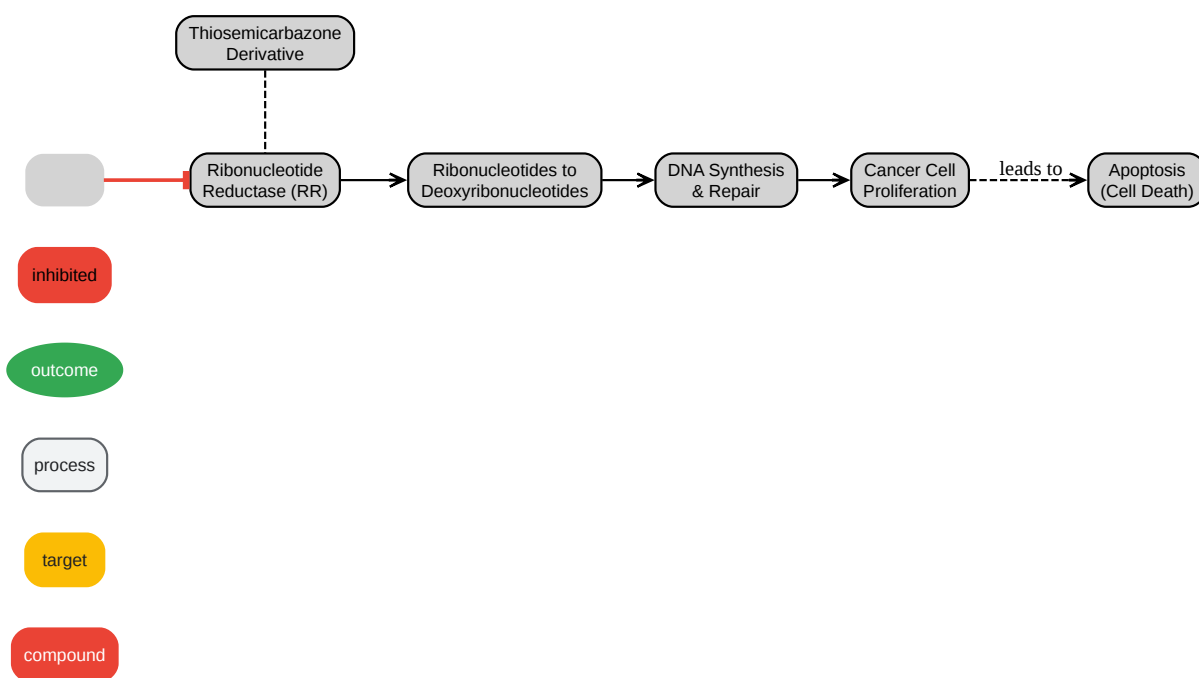 Thiosemicarbazone
Derivative
Ribonucleotide
Reductase (RR)
Ribonucleotides to
Deoxyribonucleotides
DNA Synthesis
& Repair
Cancer Cell
Proliferation
leads to
Apoptosis
(Cell Death)
inhibited
outcome
process
target
compound